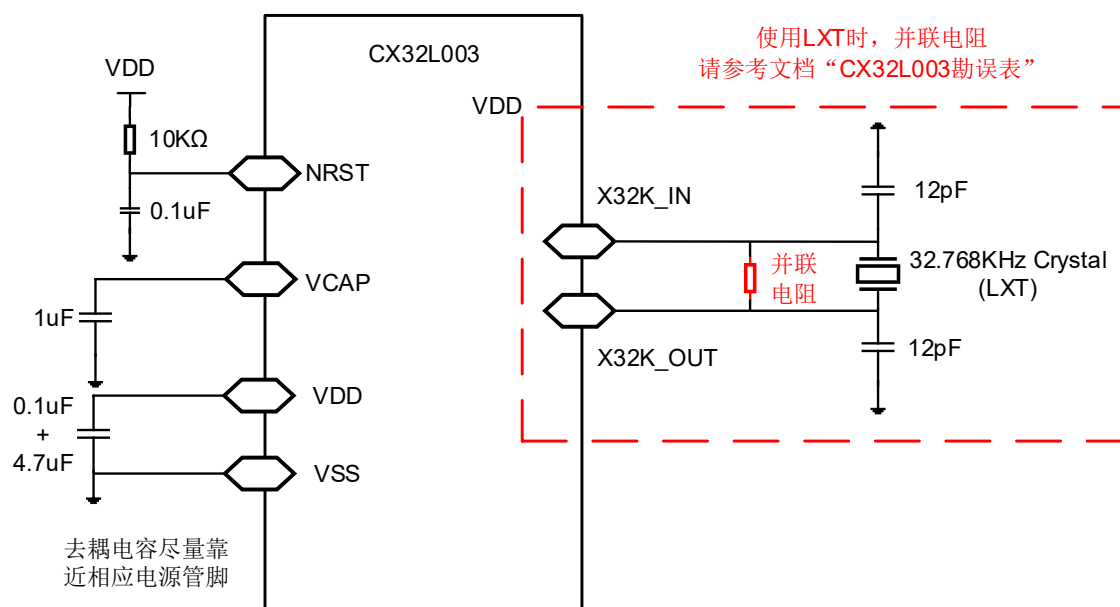 CX32L003
使用LXT时，并联电阻
请参考文档“CX32L003勘误表”
VDD
10KΩ
NRST
0.1uF
VCAP
1uF
VDD
0.1uF
+
4.7uF
VSS
去耦电容尽量靠
近相应电源管脚
VDD
X32K_IN
12pF
并联
电阻
32.768KHz Crystal
(LXT)
X32K_OUT
12pF